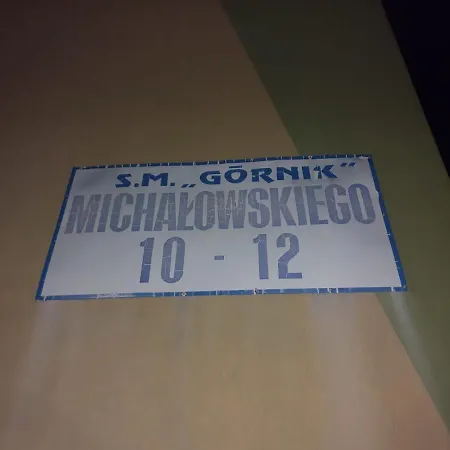 S.M. „GÓRNIK”
MICHAŁOWSKIEGO
10 - 12